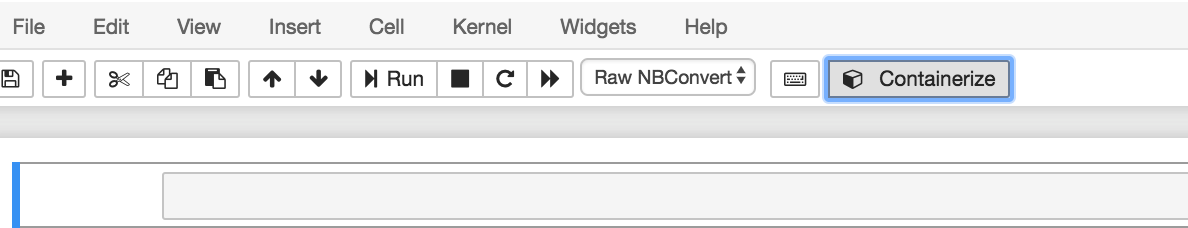 File Edit View Insert Cell Kernel Widgets Help
Run Raw NBConvert Containerize